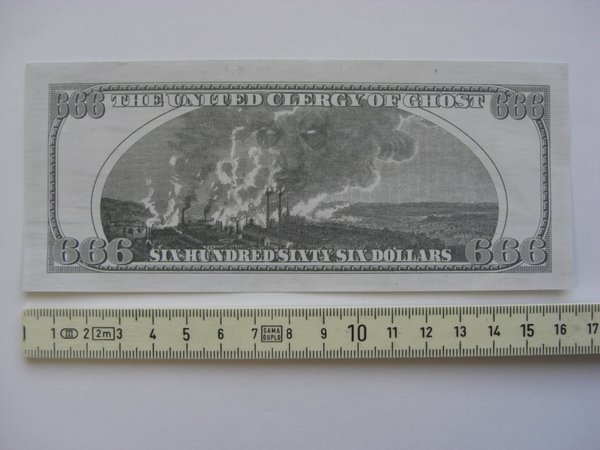 666 THE UNITED CLERGY OF GHOST 666
666 SIX HUNDRED SIXTY SIX DOLLARS 666
1 III 2 2m 3 4 5 6 7 GAMA DUPLO 8 9 10 11 12 13 14 15 16 17